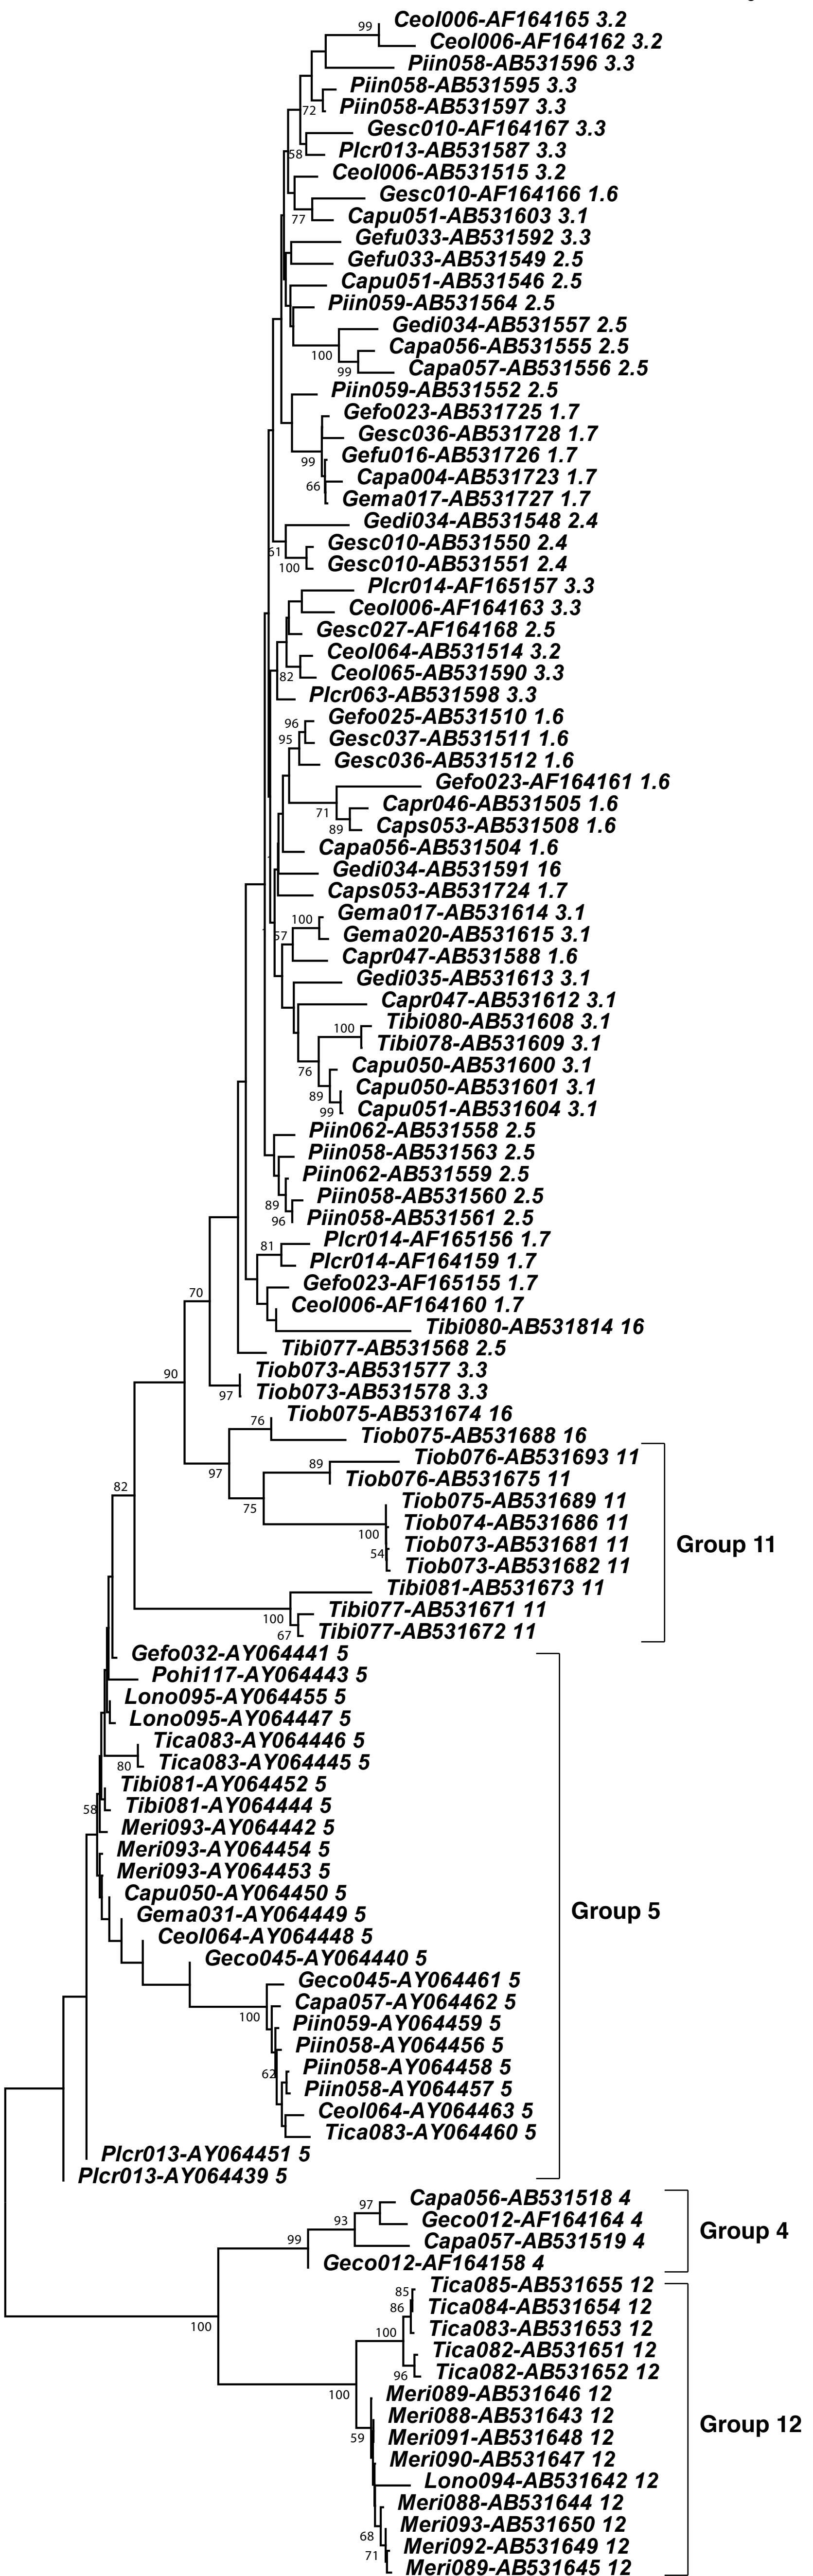 99 Ceol006-AF164165 3.2
Ceol006-AF164162 3.2
Piin058-AB531596 3.3
Piin058-AB531595 3.3
72 Piin058-AB531597 3.3
Gesc010-AF164167 3.3
58 Plcr013-AB531587 3.3
Ceol006-AB531515 3.2
Gesc010-AF164166 1.6
77 Capu051-AB531603 3.1
Gefu033-AB531592 3.3
Gefu033-AB531549 2.5
Capu051-AB531546 2.5
Piin059-AB531564 2.5
Gedi034-AB531557 2.5
100 Capa056-AB531555 2.5
99 Capa057-AB531556 2.5
Piin059-AB531552 2.5
Gefo023-AB531725 1.7
Gesc036-AB531728 1.7
99 Gefu016-AB531726 1.7
66 Capa004-AB531723 1.7
Gema017-AB531727 1.7
Gedi034-AB531548 2.4
61 Gesc010-AB531550 2.4
100 Gesc010-AB531551 2.4
Plcr014-AF165157 3.3
Ceol006-AF164163 3.3
Gesc027-AF164168 2.5
Ceol064-AB531514 3.2
82 Ceol065-AB531590 3.3
Plcr063-AB531598 3.3
96 Gefo025-AB531510 1.6
95 Gesc037-AB531511 1.6
Gesc036-AB531512 1.6
Gefo023-AF164161 1.6
71 Capr046-AB531505 1.6
89 Caps053-AB531508 1.6
Capa056-AB531504 1.6
Gedi034-AB531591 16
Caps053-AB531724 1.7
100 Gema017-AB531614 3.1
57 Gema020-AB531615 3.1
Capr047-AB531588 1.6
Gedi035-AB531613 3.1
Capr047-AB531612 3.1
100 Tibi080-AB531608 3.1
Tibi078-AB531609 3.1
76 Capu050-AB531600 3.1
89 Capu050-AB531601 3.1
99 Capu051-AB531604 3.1
Piin062-AB531558 2.5
Piin058-AB531563 2.5
Piin062-AB531559 2.5
89 Piin058-AB531560 2.5
96 Piin058-AB531561 2.5
81 Plcr014-AF165156 1.7
Plcr014-AF164159 1.7
70 Gefo023-AF165155 1.7
Ceol006-AF164160 1.7
Tibi080-AB531814 16
Tibi077-AB531568 2.5
90 Tiob073-AB531577 3.3
97 Tiob073-AB531578 3.3
76 Tiob075-AB531674 16
Tiob075-AB531688 16
97 89 Tiob076-AB531693 11
Tiob076-AB531675 11
82 75 Tiob075-AB531689 11
Tiob074-AB531686 11
100 Tiob073-AB531681 11 Group 11
54 Tiob073-AB531682 11
Tibi081-AB531673 11
100 Tibi077-AB531671 11
67 Tibi077-AB531672 11
Gefo032-AY064441 5
Pohi117-AY064443 5
Lono095-AY064455 5
Lono095-AY064447 5
Tica083-AY064446 5
80 Tica083-AY064445 5
Tibi081-AY064452 5
58 Tibi081-AY064444 5
Meri093-AY064442 5
Meri093-AY064454 5
Meri093-AY064453 5
Capu050-AY064450 5
Gema031-AY064449 5 Group 5
Ceol064-AY064448 5
Geco045-AY064440 5
Geco045-AY064461 5
100 Capa057-AY064462 5
Piin059-AY064459 5
Piin058-AY064456 5
62 Piin058-AY064458 5
Piin058-AY064457 5
Ceol064-AY064463 5
Tica083-AY064460 5
Plcr013-AY064451 5
Plcr013-AY064439 5
97 Capa056-AB531518 4
93 Geco012-AF164164 4 Group 4
99 Capa057-AB531519 4
Geco012-AF164158 4
85 Tica085-AB531655 12
86 Tica084-AB531654 12
100 100 Tica083-AB531653 12
Tica082-AB531651 12
96 Tica082-AB531652 12
100 Meri089-AB531646 12
Meri088-AB531643 12 Group 12
59 Meri091-AB531648 12
Meri090-AB531647 12
Lono094-AB531642 12
Meri088-AB531644 12
68 Meri093-AB531650 12
71 Meri092-AB531649 12
Meri089-AB531645 12